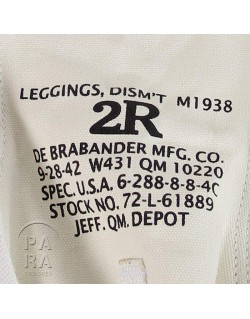 LEGGINGS, DISM'T M1938
2R
DE BRABANDER MFG. CO.
9-28-42 W431 QM 10220
SPEC. U.S.A. 6-288-8-8-4C
STOCK NO. 72-L-61889
JEFF. QM. DEPOT
PARA